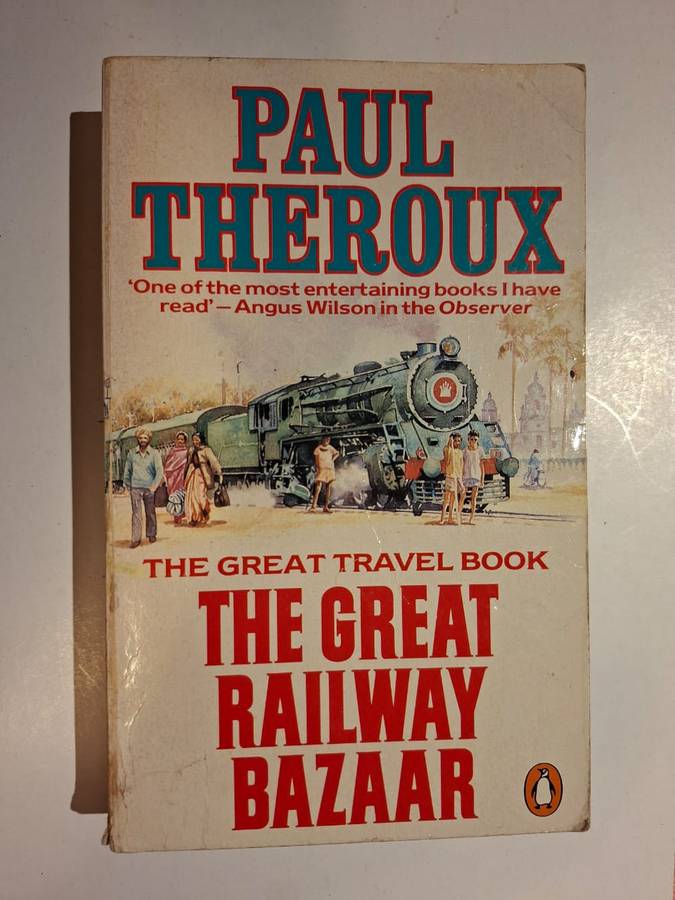 PAUL
THEROUX
'One of the most entertaining books I have
read' – Angus Wilson in the Observer
THE GREAT TRAVEL BOOK
THE GREAT
RAILWAY
BAZAAR